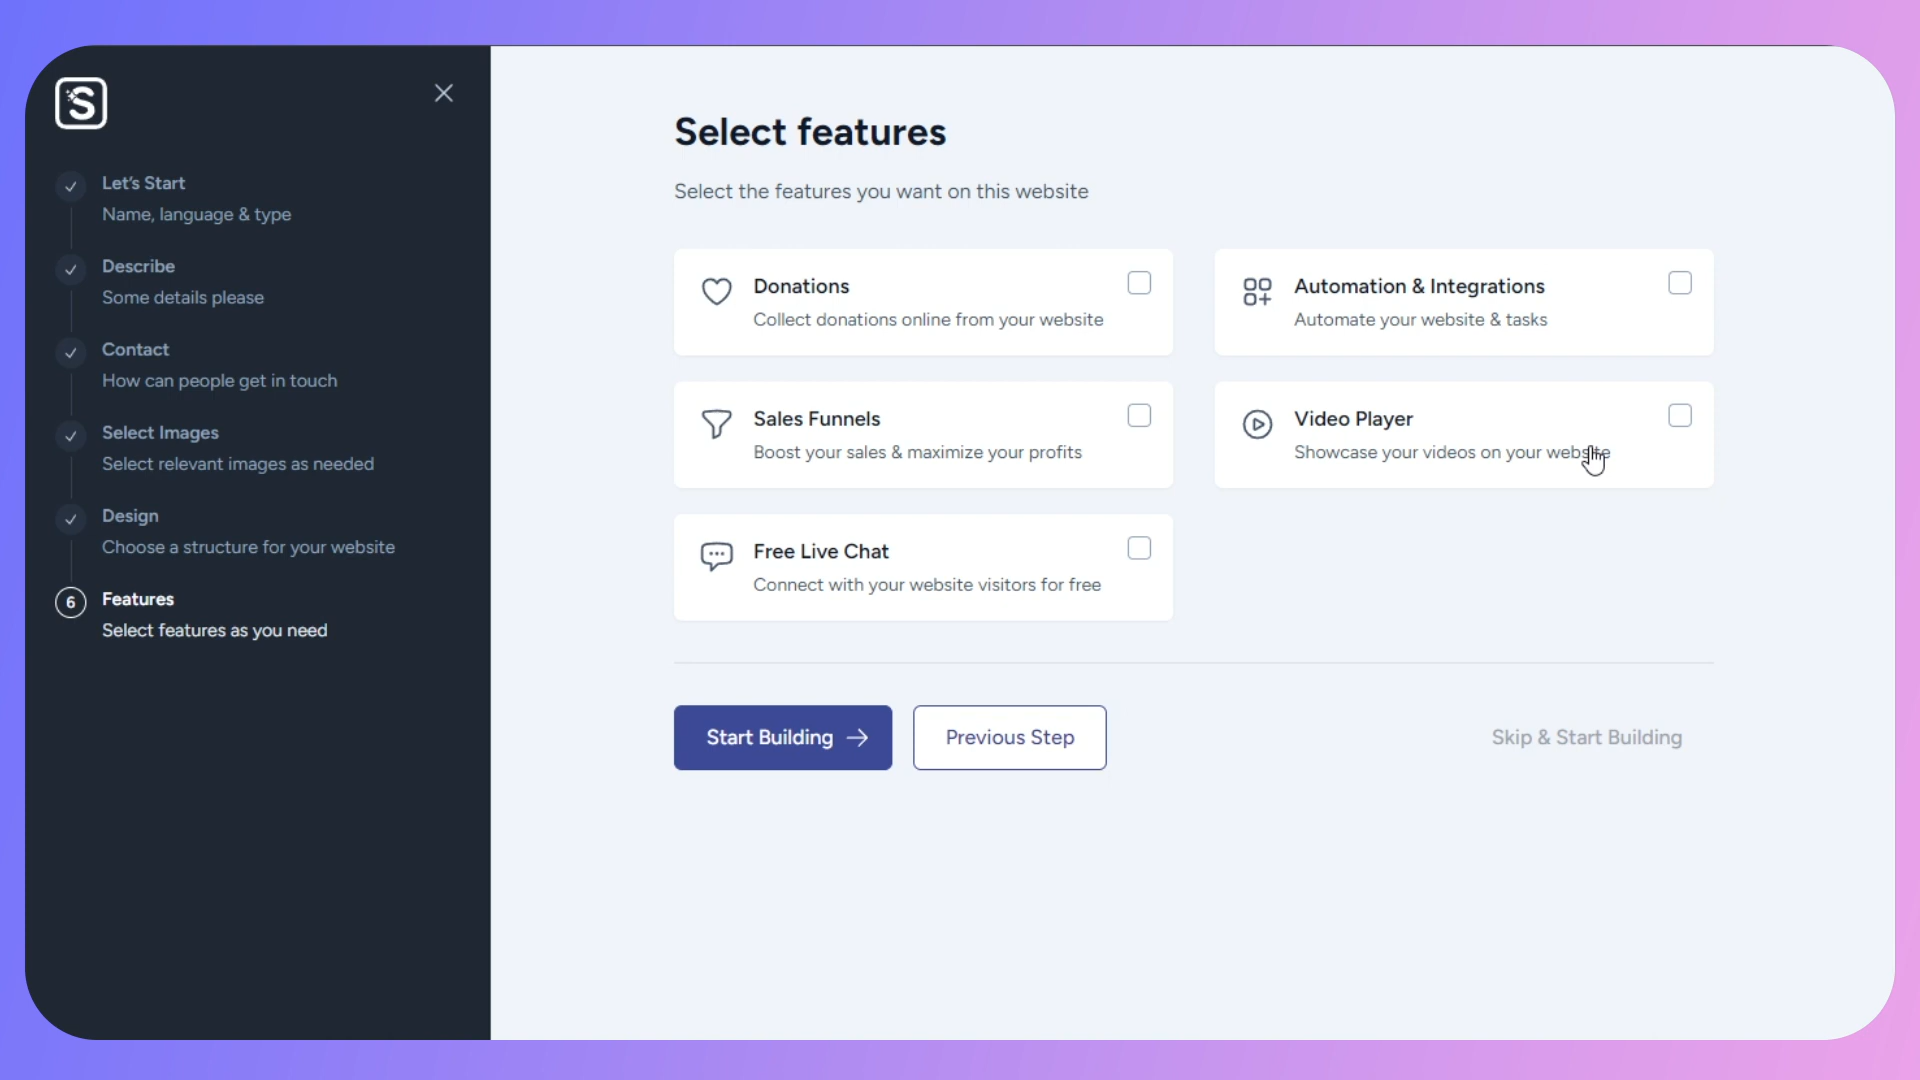 S
Let's Start
Name, language & type
Describe
Some details please
Contact
How can people get in touch
Select Images
Select relevant images as needed
Design
Choose a structure for your website
6
Features
Select features as you need
Select features
Select the features you want on this website
Donations
Collect donations online from your website
Automation & Integrations
Automate your website & tasks
Sales Funnels
Boost your sales & maximize your profits
Video Player
Showcase your videos on your website
Free Live Chat
Connect with your website visitors for free
Start Building
Previous Step
Skip & Start Building